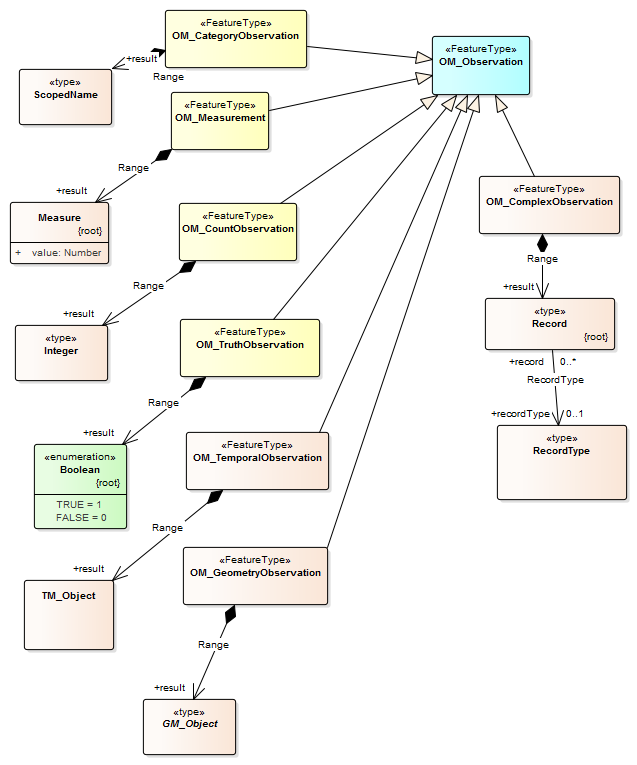 «FeatureType»
OM_CategoryObservation
«FeatureType»
OM_Observation
+result
Range
«type»
ScopedName
«FeatureType»
OM_Measurement
Range
+result
Measure
{root}
+ value: Number
«FeatureType»
OM_ComplexObservation
Range
+result
«FeatureType»
OM_CountObservation
Range
+result
«type»
Integer
«type»
Record
{root}
+record 0..*
RecordType
+recordType 0..1
«type»
RecordType
«FeatureType»
OM_TruthObservation
Range
+result
«enumeration»
Boolean
{root}
TRUE = 1
FALSE = 0
«FeatureType»
OM_TemporalObservation
Range
+result
TM_Object
«FeatureType»
OM_GeometryObservation
Range
+result
«type»
GM_Object